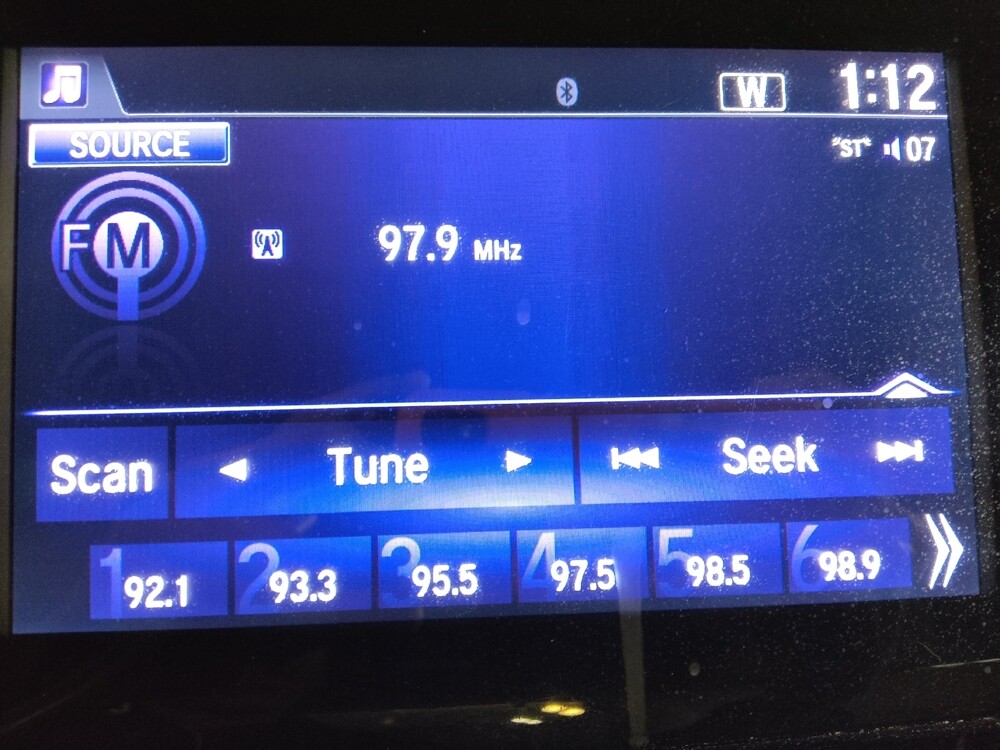 W 1:12
SOURCE
"ST" 07
FM
97.9 MHz
Scan Tune Seek
1 92.1 2 93.3 3 95.5 4 97.5 5 98.5 6 98.9